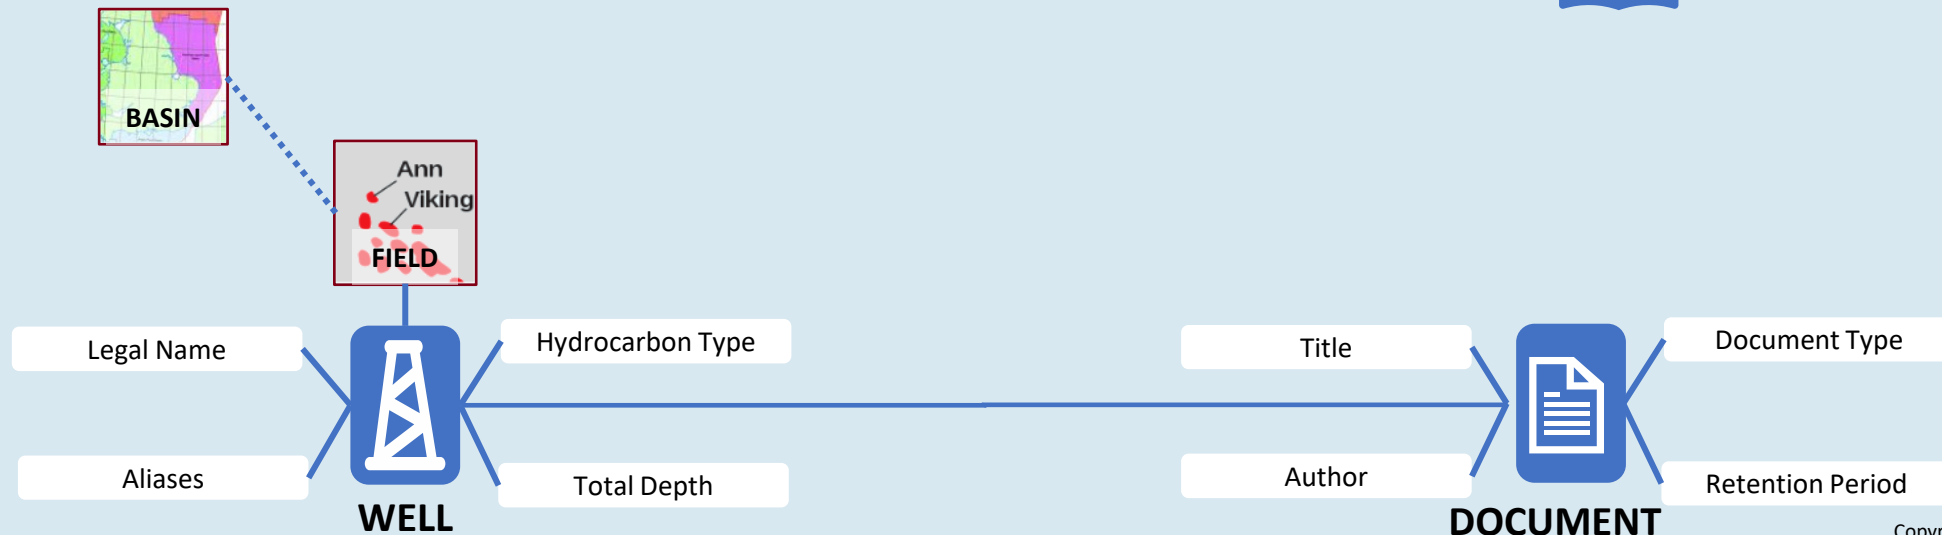 BASIN
Ann
Viking
FIELD
Legal Name
Hydrocarbon Type
Aliases
Total Depth
WELL
Title
Document Type
Author
Retention Period
DOCUMENT
Copyr